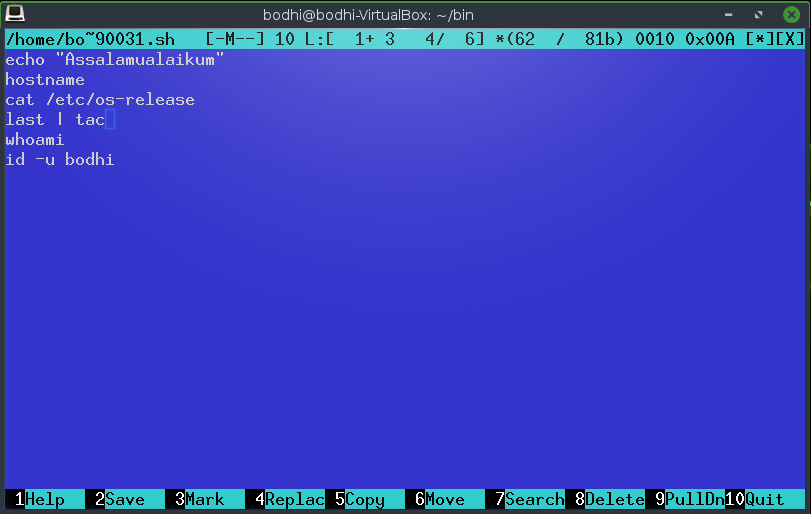 bodhi@bodhi-VirtualBox: ~/bin
/home/bo~90031.sh [-M--] 10 L:[ 1+ 3 4/ 6] *(62 / 81b) 0010 0x00A [*][X]
echo "Assalamualaikum"
hostname
cat /etc/os-release
last | tac
whoami
id -u bodhi
1Help 2Save 3Mark 4Replac 5Copy 6Move 7Search 8Delete 9PullDn 10Quit